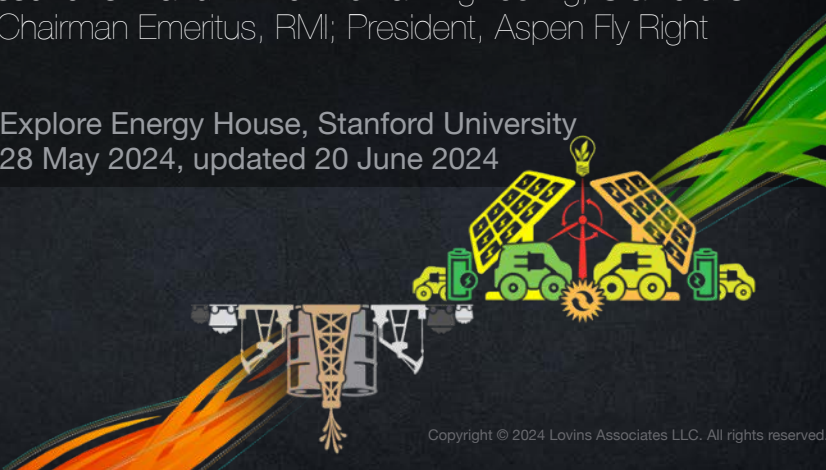 Chairman Emeritus, RMI; President, Aspen Fly Right
Explore Energy House, Stanford University
28 May 2024, updated 20 June 2024
Copyright © 2024 Lovins Associates LLC. All rights reserved.